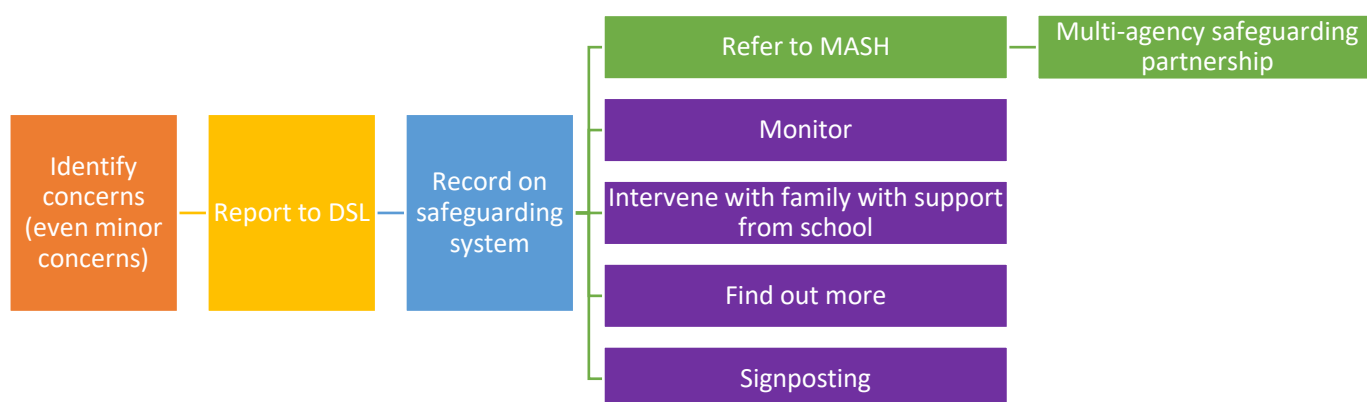 Identify
concerns
(even minor
concerns)
Report to DSL
Record on
safeguarding
system
Refer to MASH
Multi-agency safeguarding
partnership
Monitor
Intervene with family with support
from school
Find out more
Signposting